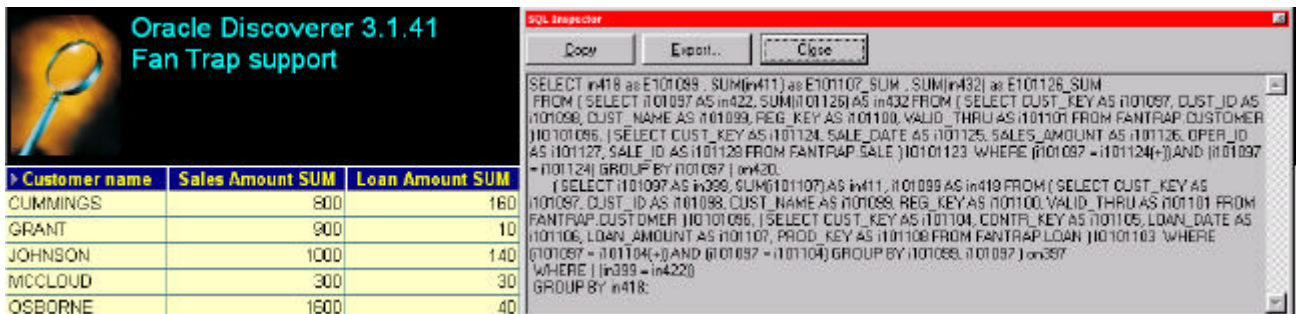 Oracle Discoverer 3.1.41
Fan Trap support
Customer name Sales Amount SUM Loan Amount SUM
CUMMINGS 800 160
GRANT 900 10
JOHNSON 1000 140
MCCLOUD 300 30
OSBORNE 1600 40
SQL Inspector
Copy Export... Close
SELECT in418 as E101099 , SUM(in411) as E101107_SUM , SUM(in432) as E101126_SUM
FROM ( SELECT i101097 AS in422, SUM(i101126) AS in432 FROM ( SELECT CUST_KEY AS i101097, CUST_ID AS
i101098, CUST_NAME AS i101099, REG_KEY AS i101100, VALID_THRU AS i101101 FROM FANTRAP.CUSTOMER
) O101096, ( SELECT CUST_KEY AS i101124, SALE_DATE AS i101125, SALES_AMOUNT AS i101126, OPER_ID
AS i101127, SALE_ID AS i101128 FROM FANTRAP.SALE ) O101123 WHERE (i101097 = i101124(+)) AND (i101097
= i101124) GROUP BY i101097 ) on420,
( SELECT i101097 AS in399, SUM(i101107) AS in411, i101099 AS in418 FROM ( SELECT CUST_KEY AS
i101097, CUST_ID AS i101098, CUST_NAME AS i101099, REG_KEY AS i101100, VALID_THRU AS i101101 FROM
FANTRAP.CUSTOMER ) O101096, ( SELECT CUST_KEY AS i101104, CONTR_KEY AS i101105, LOAN_DATE AS
i101106, LOAN_AMOUNT AS i101107, PROD_KEY AS i101108 FROM FANTRAP.LOAN ) O101103 WHERE
(i101097 = i101104(+)) AND (i101097 = i101104) GROUP BY i101099, i101097 ) on397
WHERE ( (in399 = in422))
GROUP BY in418;